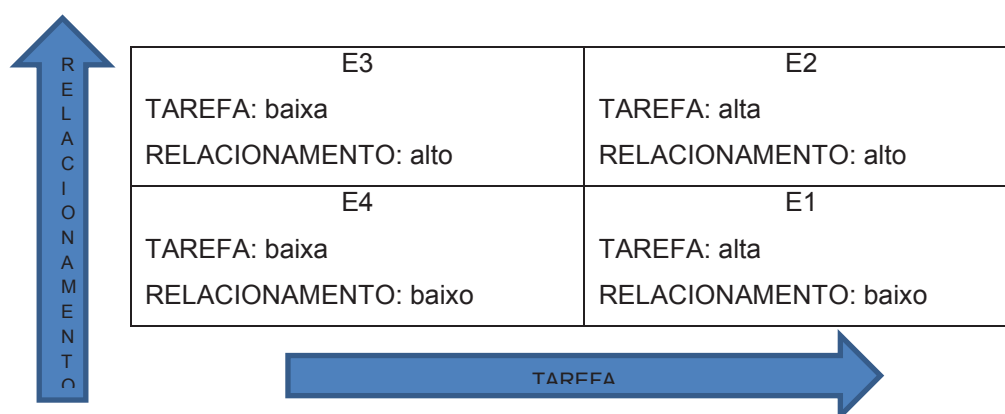 R
E
L
A
C
I
O
N
A
M
E
N
T
O
E3
TAREFA: baixa
RELACIONAMENTO: alto
E2
TAREFA: alta
RELACIONAMENTO: alto
E4
TAREFA: baixa
RELACIONAMENTO: baixo
E1
TAREFA: alta
RELACIONAMENTO: baixo
TAREFA